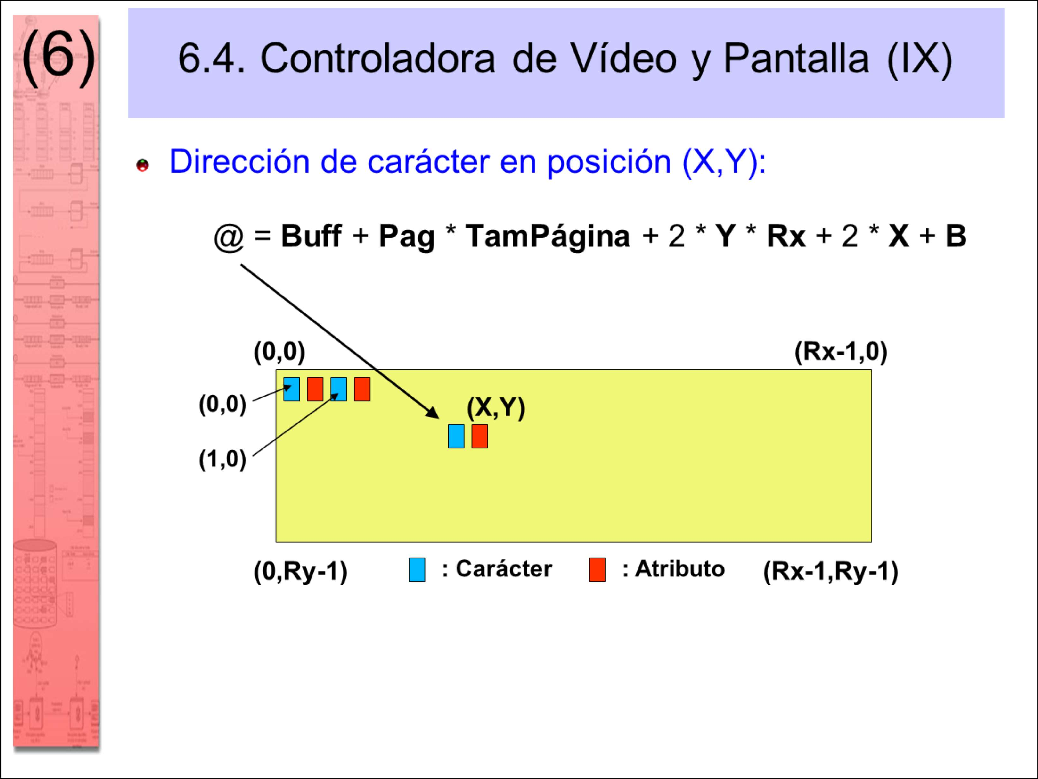 (6)
6.4. Controladora de Vídeo y Pantalla (IX)
Dirección de carácter en posición (X,Y):
@ = Buff + Pag * TamPágina + 2 * Y * Rx + 2 * X + B
(0,0) (Rx-1,0)
(0,0)
(X,Y)
(1,0)
(0,Ry-1) : Carácter : Atributo (Rx-1,Ry-1)